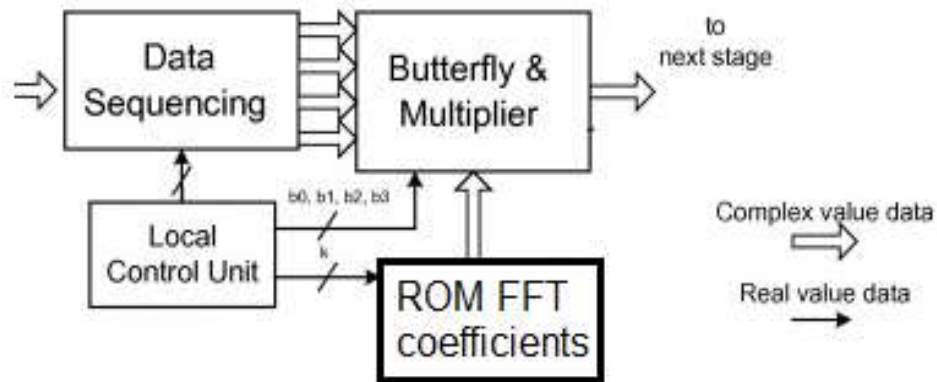 Data
Sequencing
Butterfly &
Multiplier
to
next stage
b0, b1, b2, b3
Local
Control Unit
k
ROM FFT
coefficients
Complex value data
Real value data